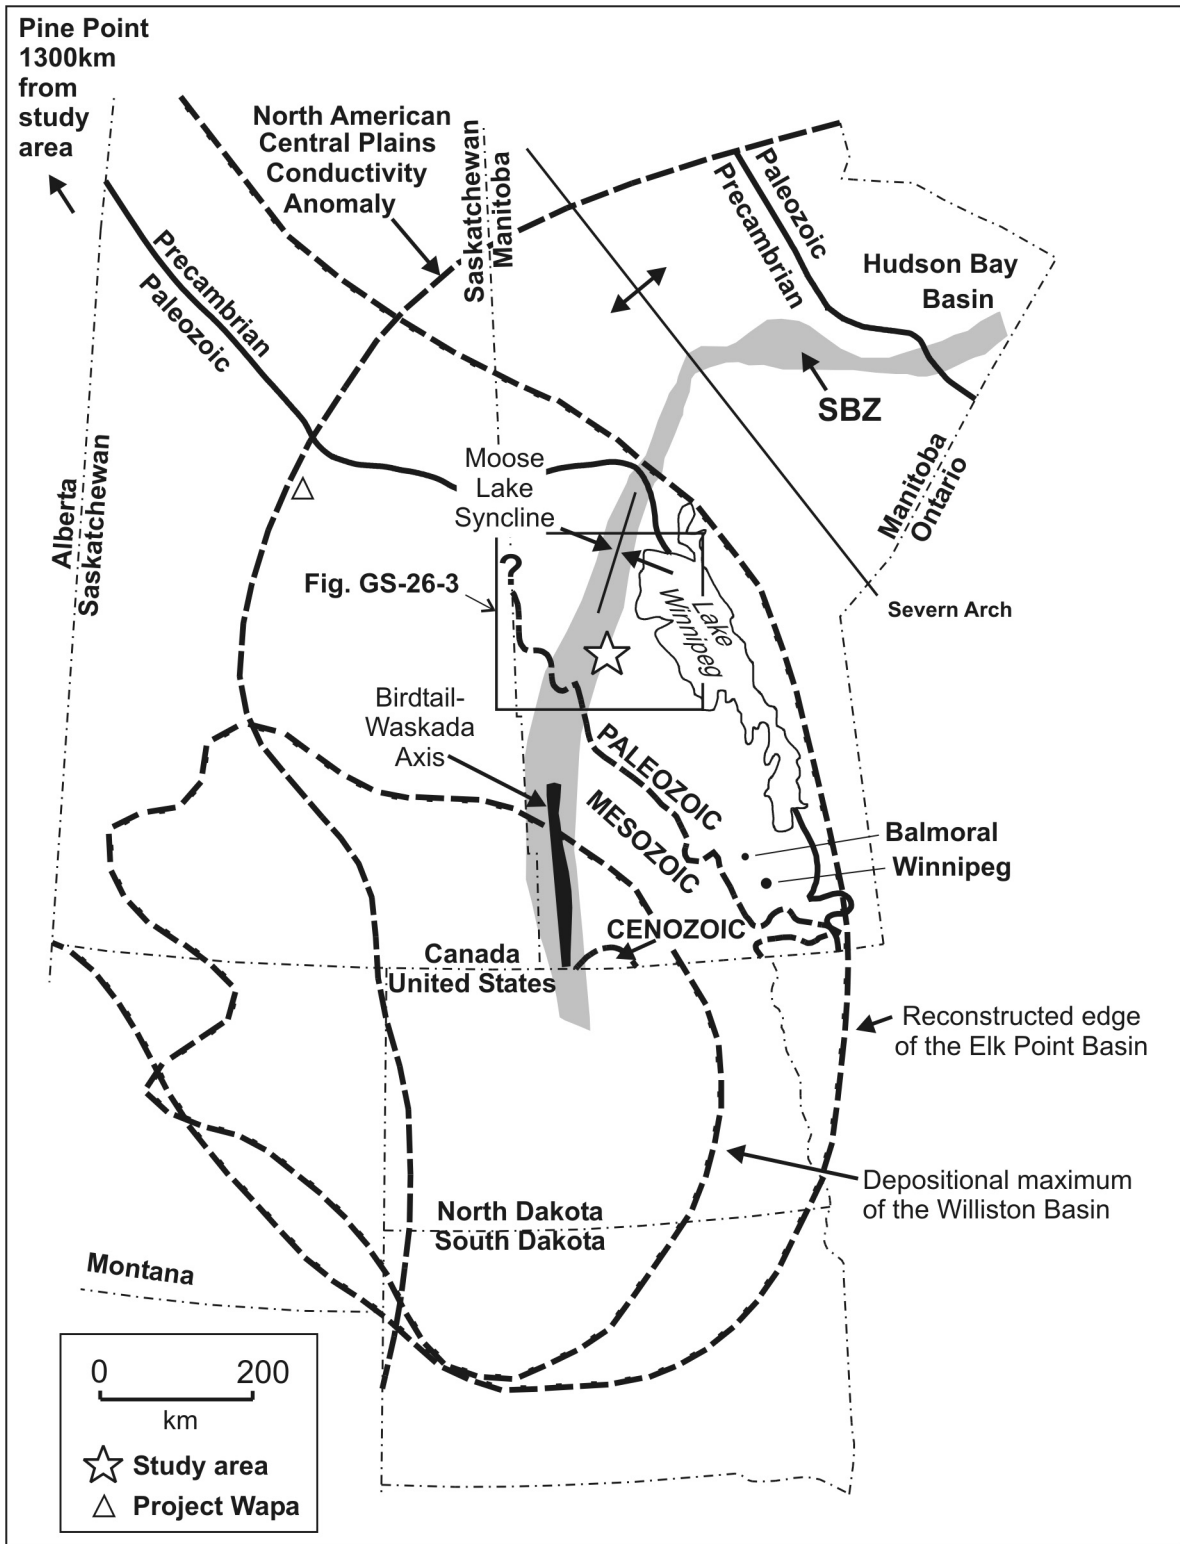 Pine Point
1300km
from
study
area
North American
Central Plains
Conductivity
Anomaly
Saskatchewan
Manitoba
Paleozoic
Precambrian
Hudson Bay
Basin
Precambrian
Paleozoic
SBZ
Manitoba
Ontario
Alberta
Saskatchewan
Moose
Lake
Syncline
?
Fig. GS-26-3
Lake
Winnipeg
Severn Arch
Birdtail-
Waskada
Axis
PALEOZOIC
MESOZOIC
Balmoral
Winnipeg
CENOZOIC
Canada
United States
Reconstructed edge
of the Elk Point Basin
Depositional maximum
of the Williston Basin
North Dakota
South Dakota
Montana
0 200
km
Study area
Project Wapa